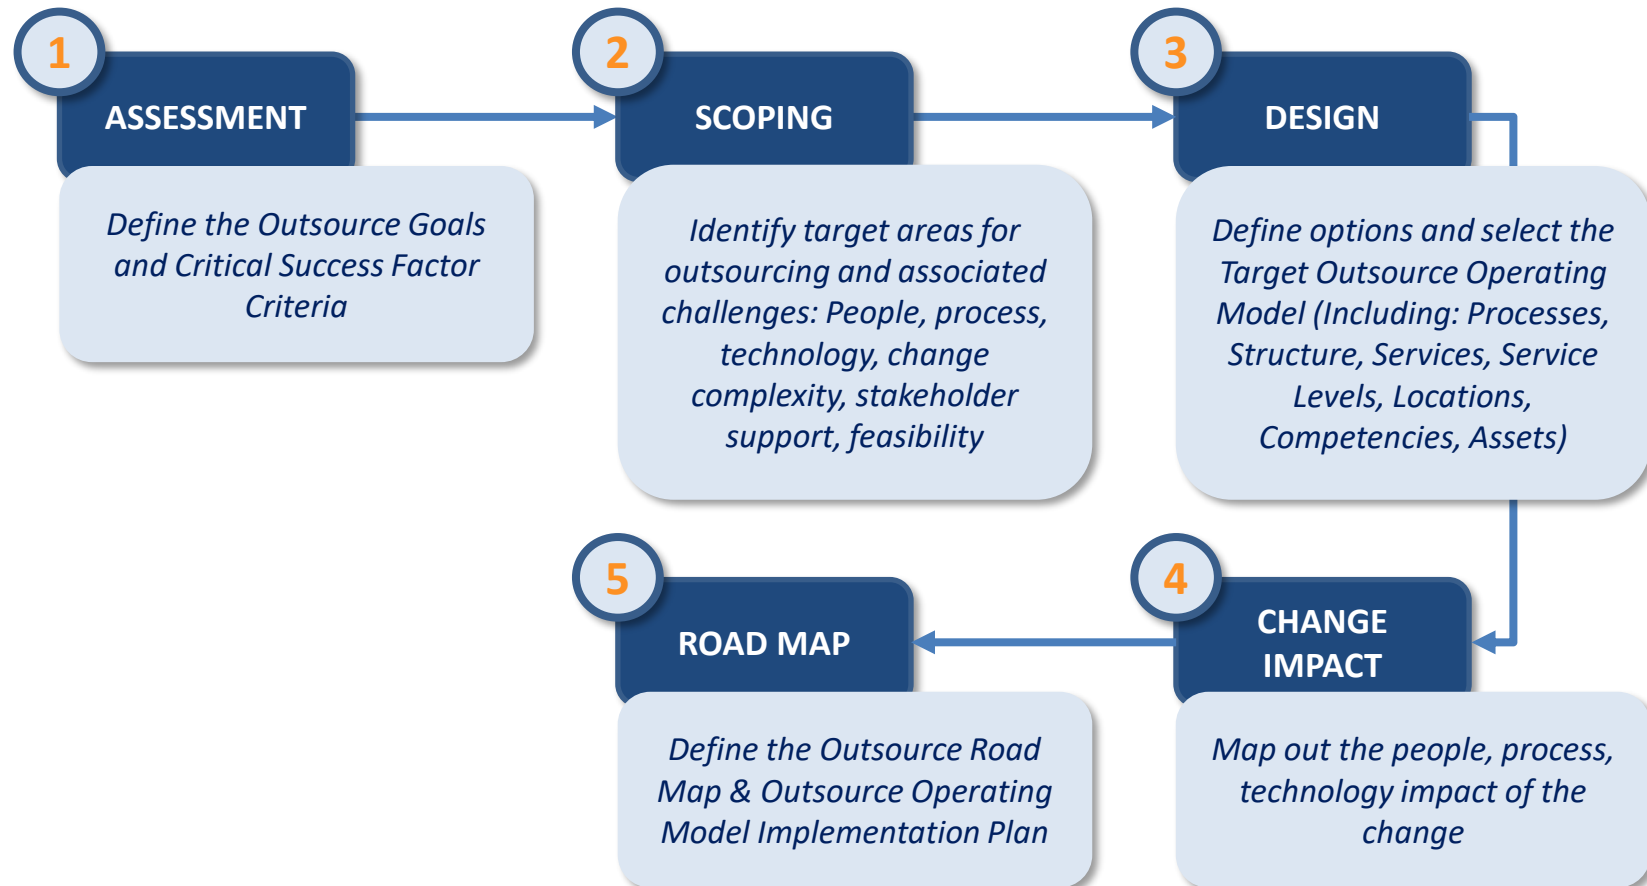 1
ASSESSMENT
Define the Outsource Goals
and Critical Success Factor
Criteria
2
SCOPING
Identify target areas for
outsourcing and associated
challenges: People, process,
technology, change
complexity, stakeholder
support, feasibility
3
DESIGN
Define options and select the
Target Outsource Operating
Model (Including: Processes,
Structure, Services, Service
Levels, Locations,
Competencies, Assets)
4
CHANGE
IMPACT
Map out the people, process,
technology impact of the
change
5
ROAD MAP
Define the Outsource Road
Map & Outsource Operating
Model Implementation Plan